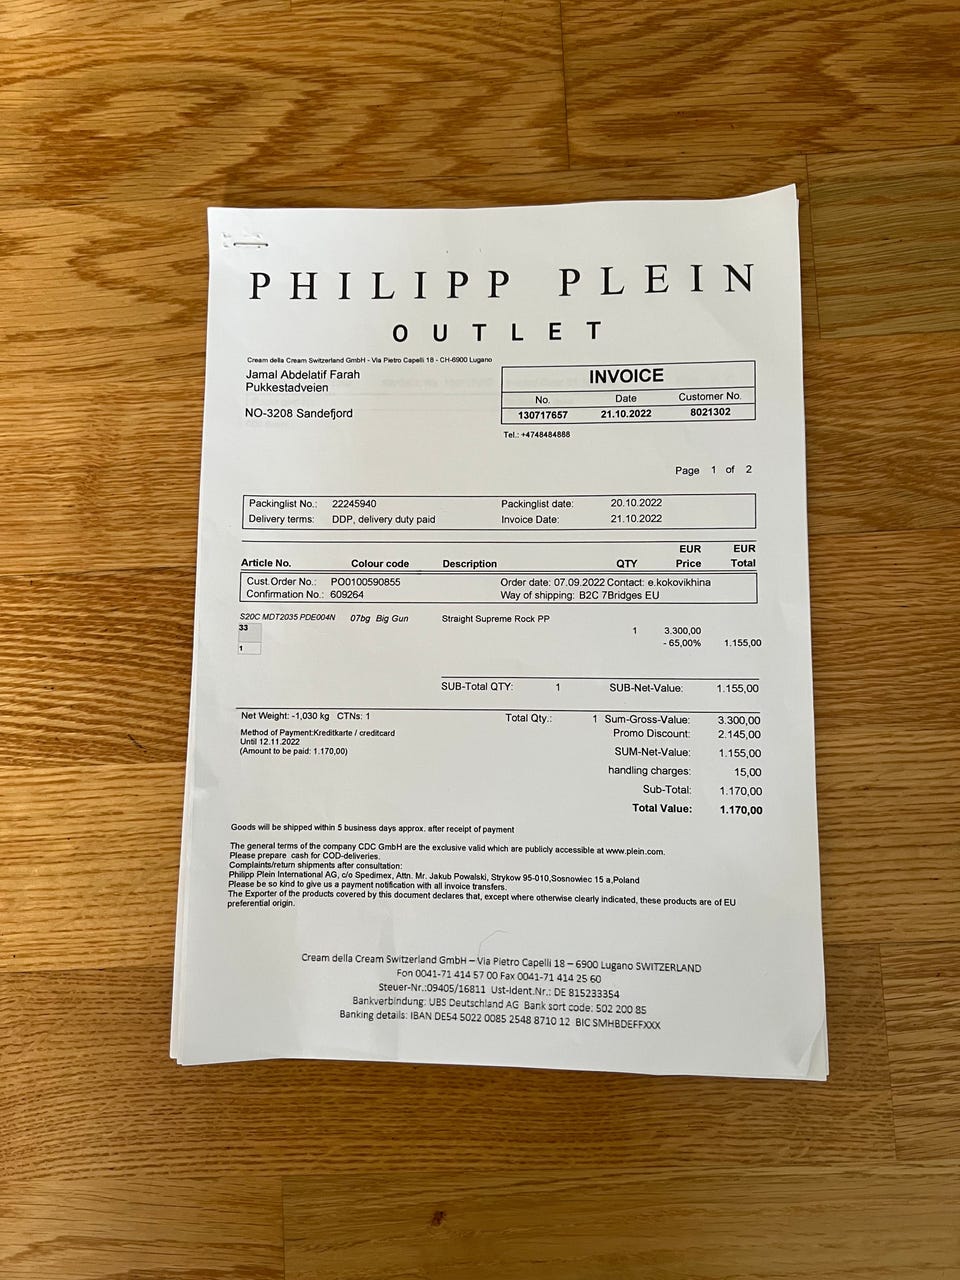 PHILIPP PLEIN
OUTLET
Cream della Cream Switzerland GmbH - Via Pietro Capelli 18 - CH-6900 Lugano
Jamal Abdelatif Farah
Pukkestadveien
NO-3208 Sandefjord
INVOICE
No. Date Customer No.
130717657 21.10.2022 8021302
Tel.: +4748484888
Page 1 of 2
Packinglist No.: 22245940 Packinglist date: 20.10.2022
Delivery terms: DDP, delivery duty paid Invoice Date: 21.10.2022
EUR EUR
Article No. Colour code Description QTY Price Total
Cust.Order No.: PO0100590855 Order date: 07.09.2022 Contact: e.kokovikhina
Confirmation No.: 609264 Way of shipping: B2C 7Bridges EU
S20C MDT2035 PDE004N 07bg Big Gun Straight Supreme Rock PP
33 1 3.300,00
1 - 65,00% 1.155,00
SUB-Total QTY: 1 SUB-Net-Value: 1.155,00
Net Weight: -1,030 kg CTNs: 1 Total Qty.: 1 Sum-Gross-Value: 3.300,00
Method of Payment:Kreditkarte / creditcard Promo Discount: 2.145,00
Until 12.11.2022
(Amount to be paid: 1.170,00) SUM-Net-Value: 1.155,00
handling charges: 15,00
Sub-Total: 1.170,00
Total Value: 1.170,00
Goods will be shipped within 5 business days approx. after receipt of payment
The general terms of the company CDC GmbH are the exclusive valid which are publicly accessible at www.plein.com.
Please prepare cash for COD-deliveries.
Complaints/return shipments after consultation:
Philipp Plein International AG, c/o Spedimex, Attn. Mr. Jakub Powalski, Strykow 95-010,Sosnowiec 15 a,Poland
Please be so kind to give us a payment notification with all invoice transfers.
The Exporter of the products covered by this document declares that, except where otherwise clearly indicated, these products are of EU
preferential origin.
Cream della Cream Switzerland GmbH – Via Pietro Capelli 18 – 6900 Lugano SWITZERLAND
Fon 0041-71 414 57 00 Fax 0041-71 414 25 60
Steuer-Nr.:09405/16811 Ust-Ident.Nr.: DE 815233354
Bankverbindung: UBS Deutschland AG Bank sort code: 502 200 85
Banking details: IBAN DE54 5022 0085 2548 8710 12 BIC SMHBDEFFXXX